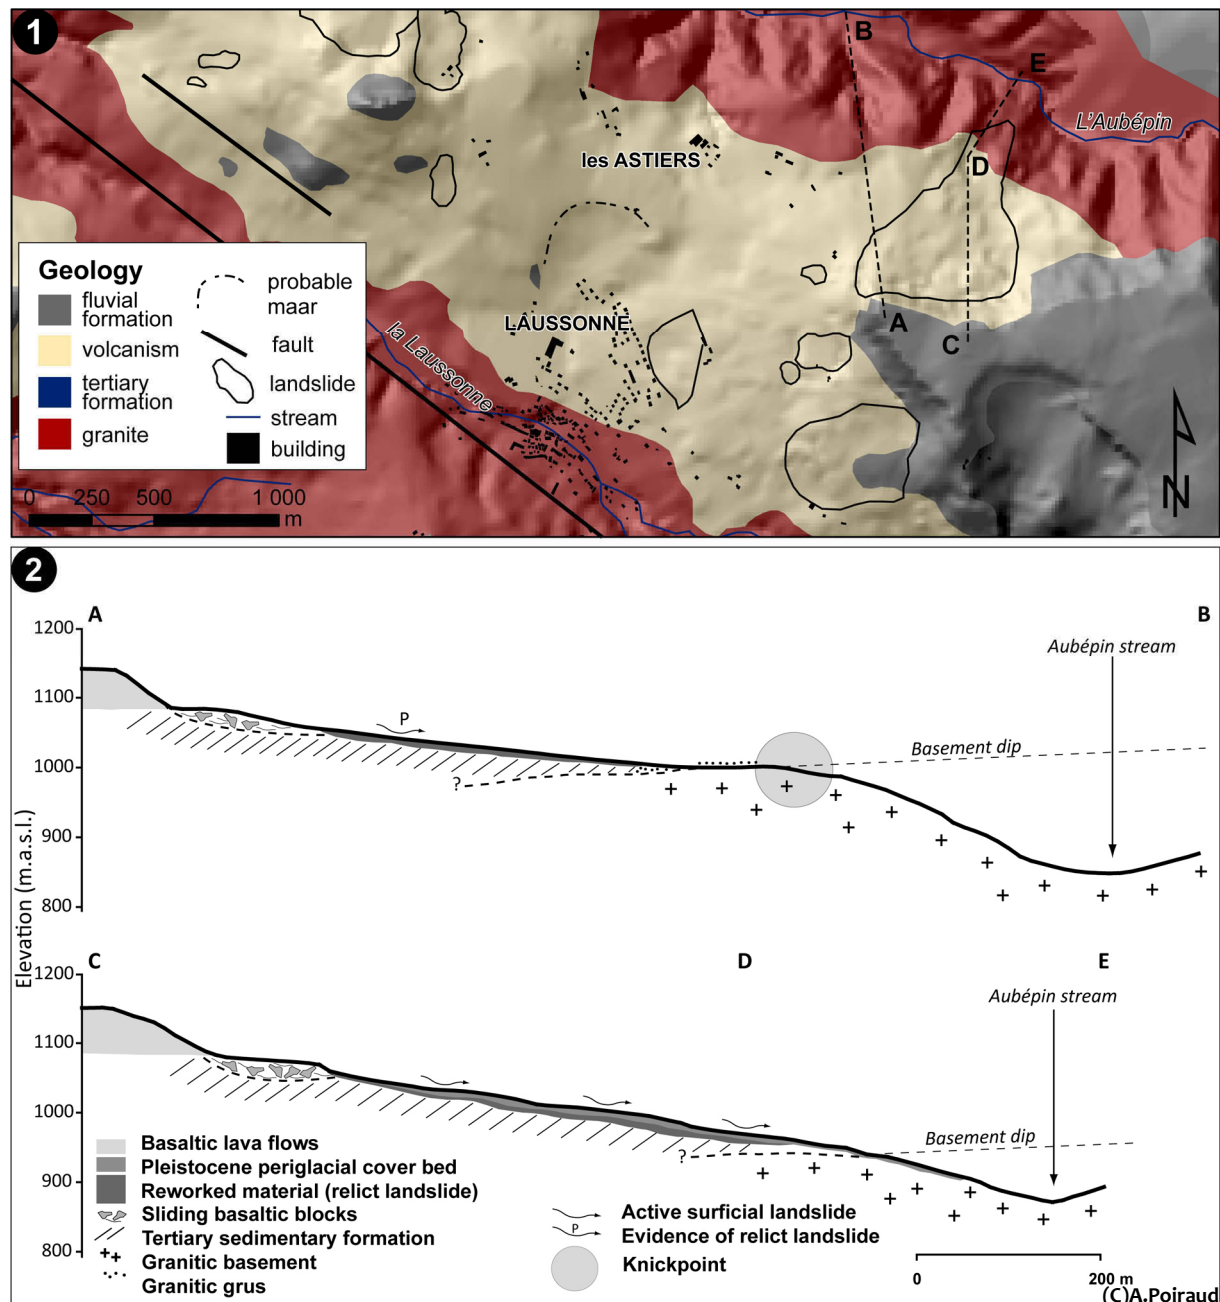 1
B
E
L'Aubépin
les ASTIERS
D
Geology
fluvial
formation
volcanism
tertiary
formation
granite
probable
maar
fault
landslide
stream
building
LAUSSONNE
la Laussonne
A
C
N
0 250 500 1 000
m
2
A B
1200
1100
1000
900
800
Aubépin stream
P
Basement dip
?
Elevation (m.a.s.l.)
C D E
1200
1100
1000
900
800
Aubépin stream
Basement dip
?
Basaltic lava flows
Pleistocene periglacial cover bed
Reworked material (relict landslide)
Sliding basaltic blocks
Tertiary sedimentary formation
Granitic basement
Granitic grus
Active surficial landslide
P
Evidence of relict landslide
Knickpoint
0 200 m
(C)A.Poiraud